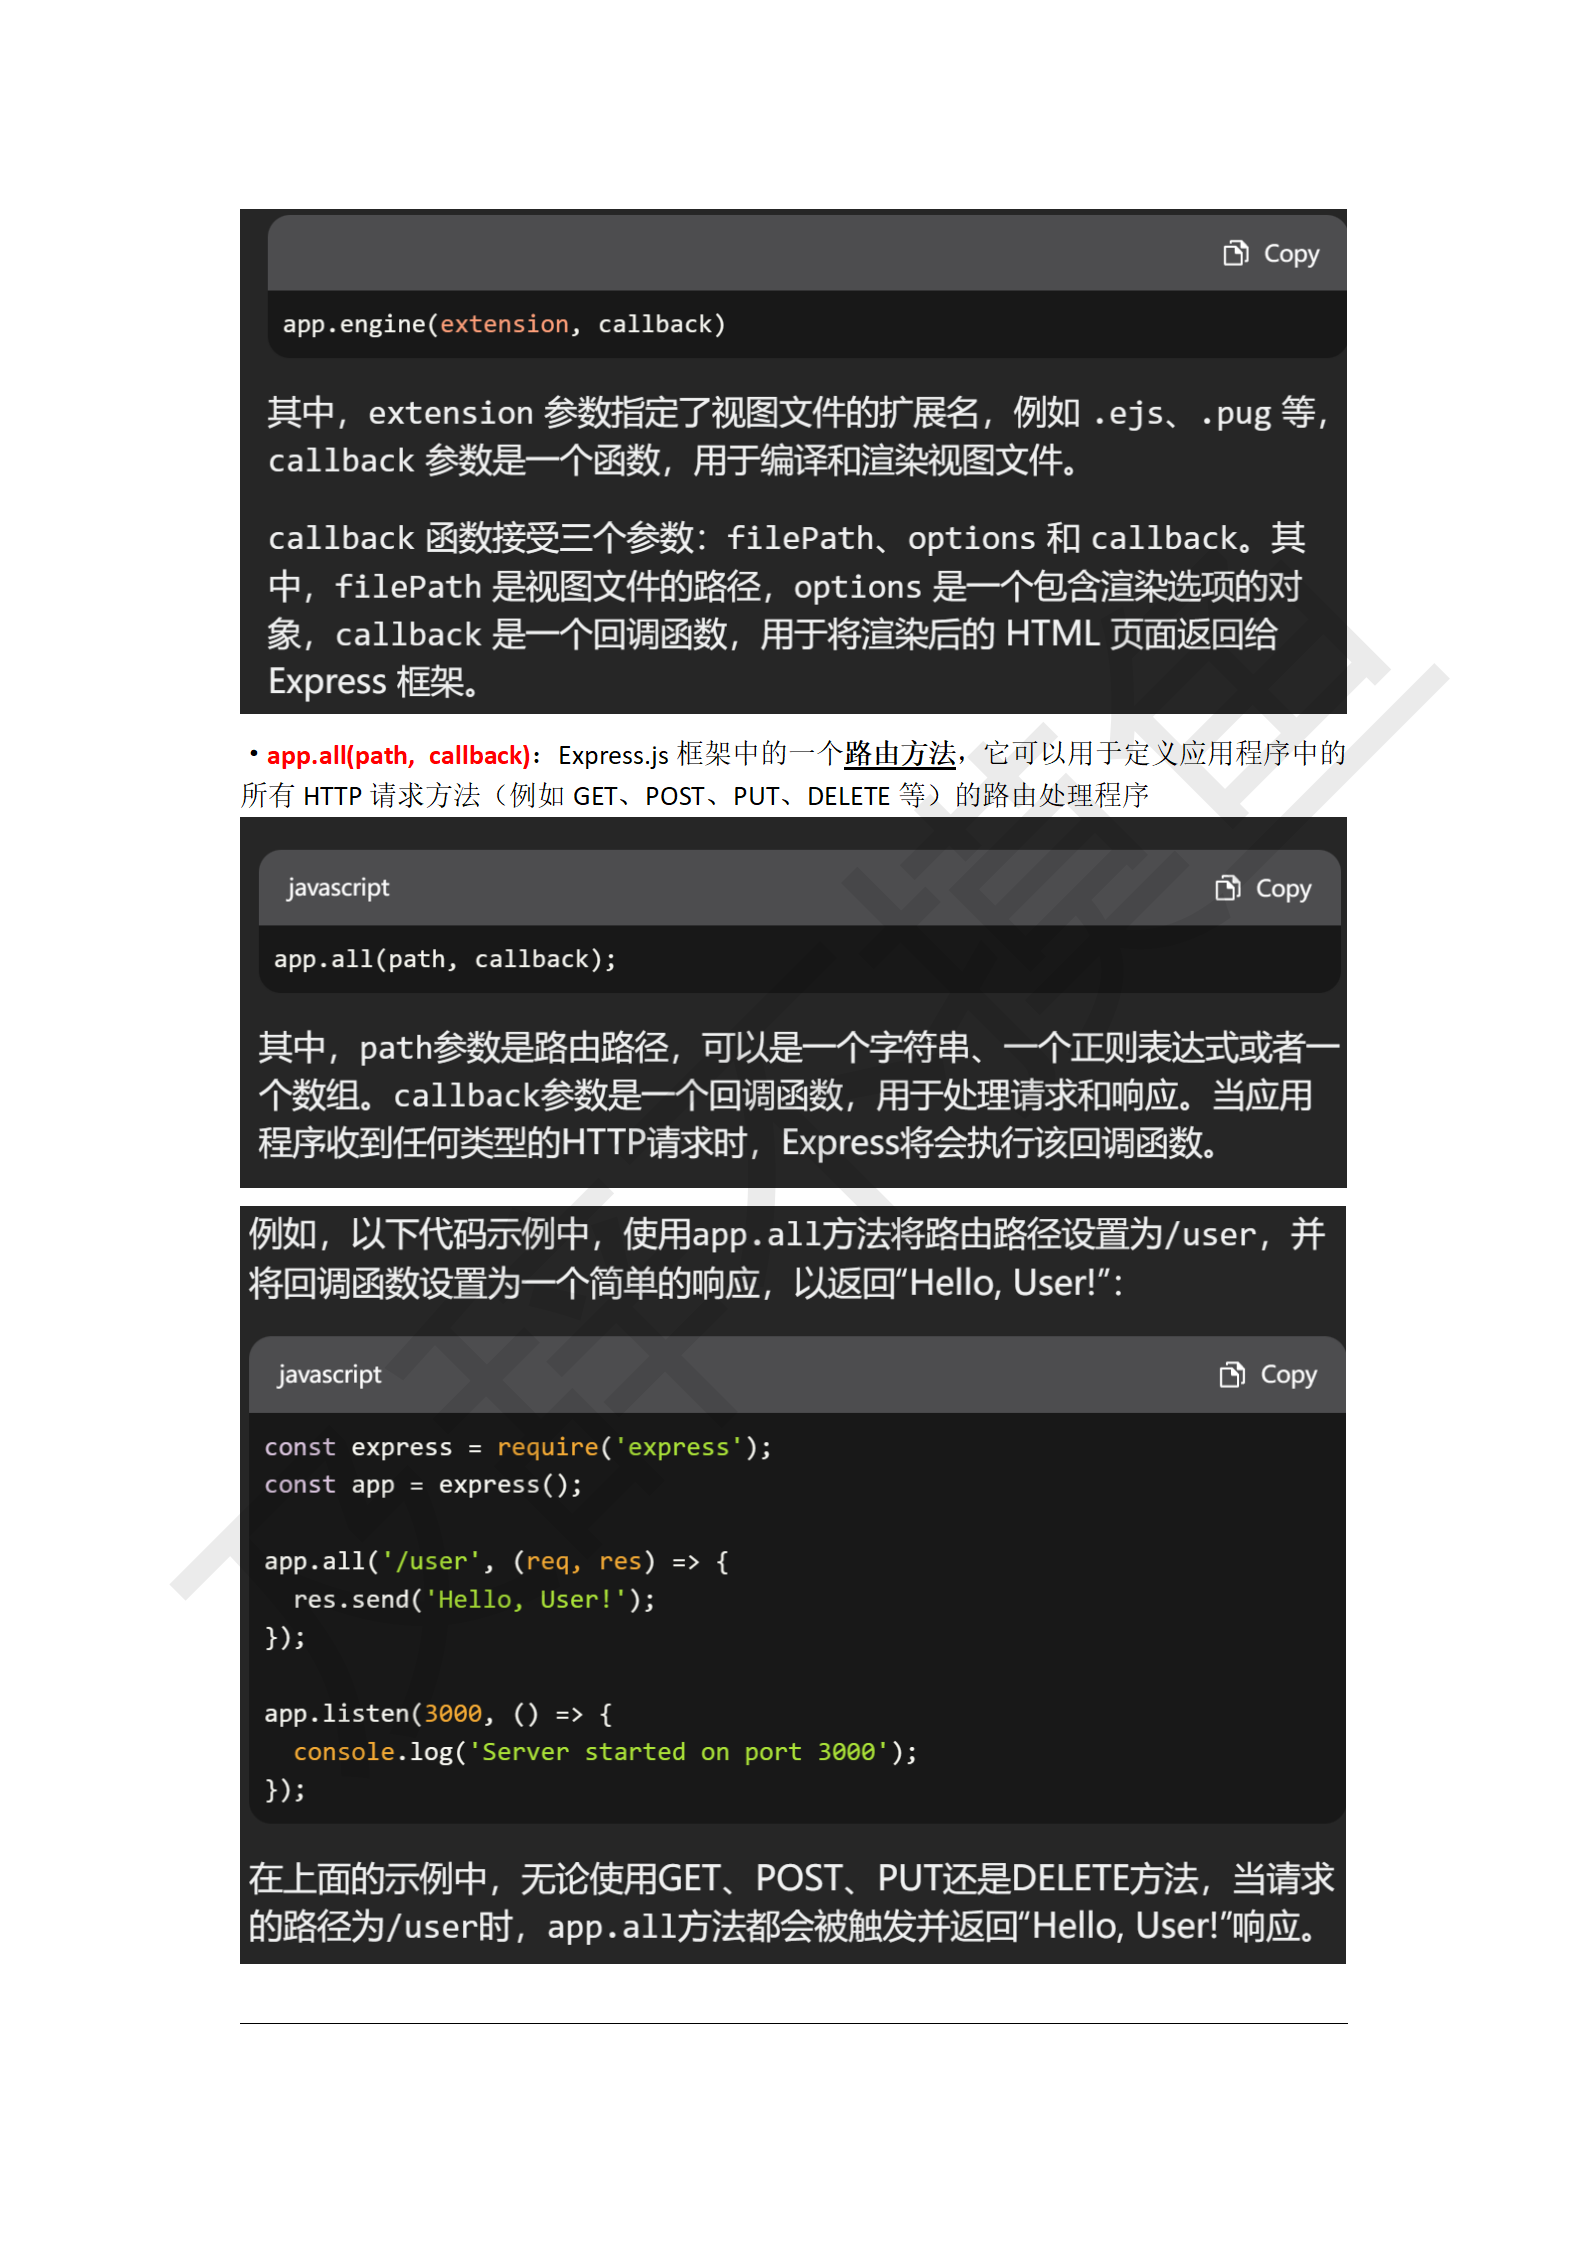 Copy
app.engine(extension, callback)
其中，extension 参数指定了视图文件的扩展名，例如 .ejs、.pug 等，
callback 参数是一个函数，用于编译和渲染视图文件。
callback 函数接受三个参数：filePath、options 和 callback。其
中，filePath 是视图文件的路径，options 是一个包含渲染选项的对
象，callback 是一个回调函数，用于将渲染后的 HTML 页面返回给
Express 框架。
·app.all(path, callback)：Express.js 框架中的一个路由方法，它可以用于定义应用程序中的
所有 HTTP 请求方法（例如 GET、POST、PUT、DELETE 等）的路由处理程序
javascript Copy
app.all(path, callback);
其中，path参数是路由路径，可以是一个字符串、一个正则表达式或者一
个数组。callback参数是一个回调函数，用于处理请求和响应。当应用
程序收到任何类型的HTTP请求时，Express将会执行该回调函数。
例如，以下代码示例中，使用app.all方法将路由路径设置为/user，并
将回调函数设置为一个简单的响应，以返回“Hello, User!”：
javascript Copy
const express = require('express');
const app = express();
app.all('/user', (req, res) => {
  res.send('Hello, User!');
});
app.listen(3000, () => {
  console.log('Server started on port 3000');
});
在上面的示例中，无论使用GET、POST、PUT还是DELETE方法，当请求
的路径为/user时，app.all方法都会被触发并返回“Hello, User!”响应。